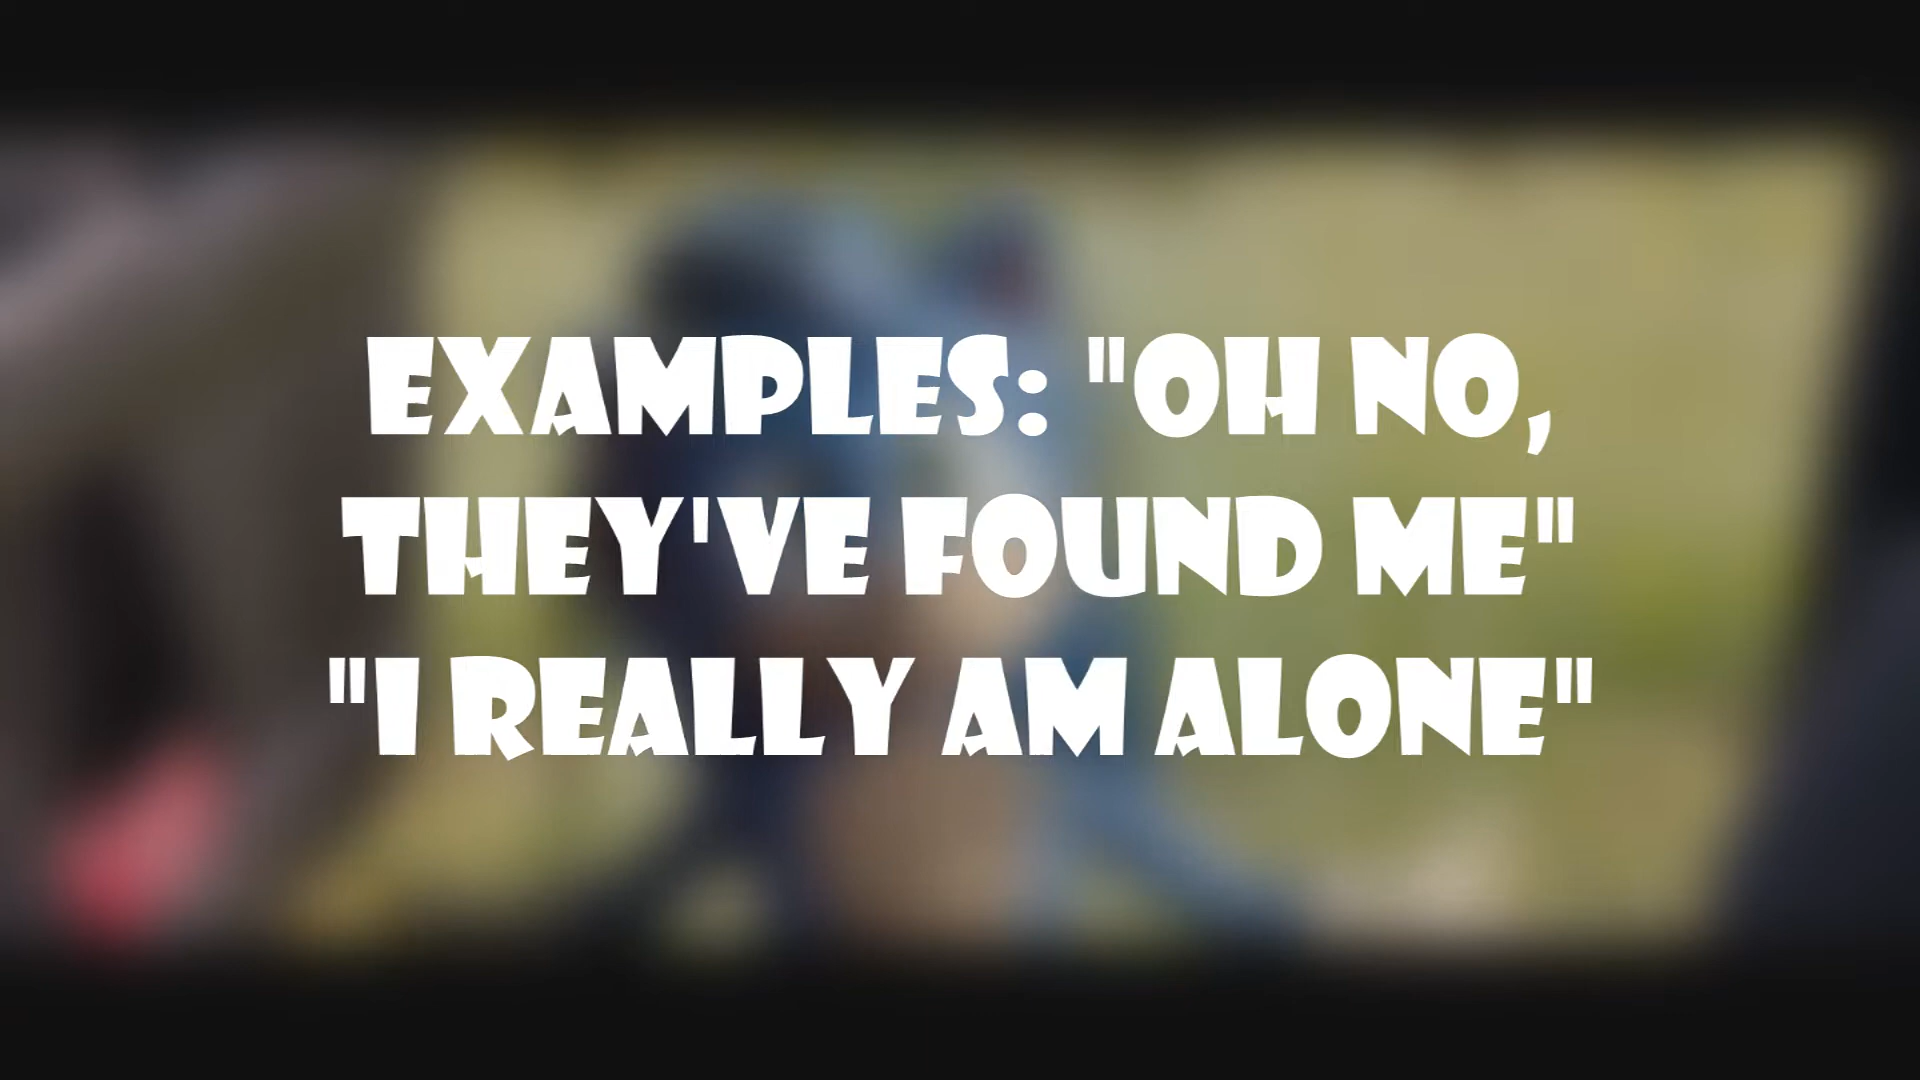 EXAMPLES: "OH NO,
THEY'VE FOUND ME"
"I REALLY AM ALONE"